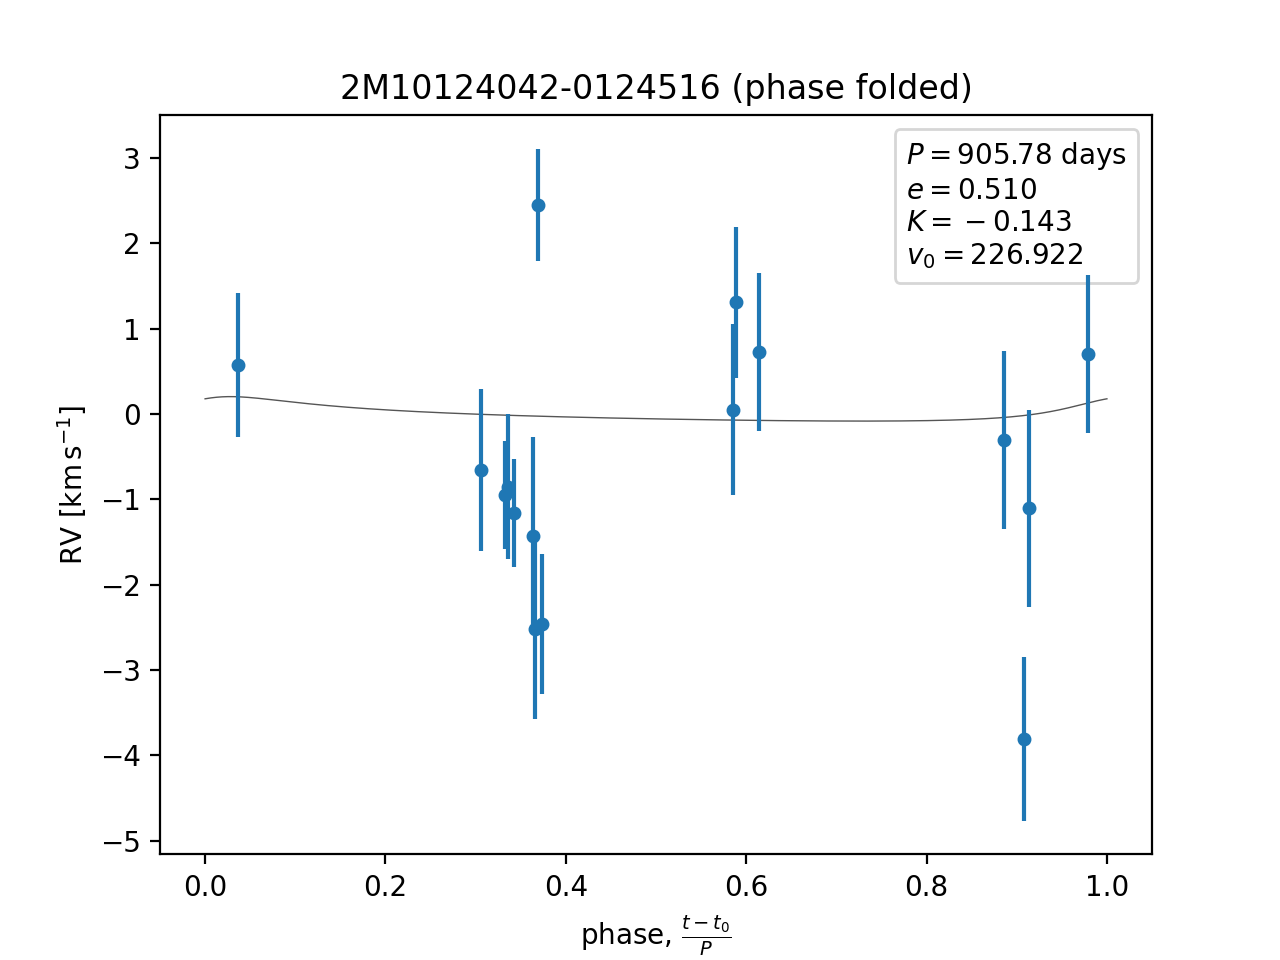 2M10124042-0124516 (phase folded)
P = 905.78 days
e = 0.510
K = −0.143
v₀ = 226.922
3
2
1
0
−1
−2
−3
−4
−5
RV [km s⁻¹]
0.0 0.2 0.4 0.6 0.8 1.0
phase, (t − t₀)/P